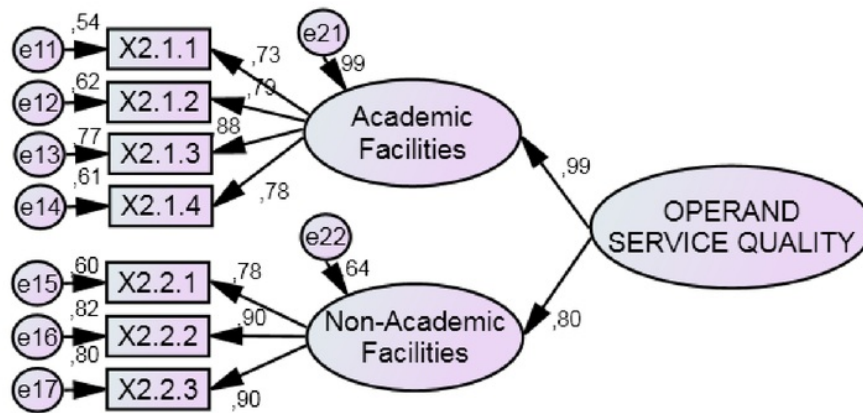 e11
,54
X2.1.1
,73
e21
,99
e12
,62
X2.1.2
,79
Academic
Facilities
e13
,77
X2.1.3
88
e14
,61
X2.1.4
,78
,99
OPERAND
SERVICE QUALITY
e15
,60
X2.2.1
,78
e22
,64
e16
,82
X2.2.2
,90
Non-Academic
Facilities
,80
e17
,80
X2.2.3
,90